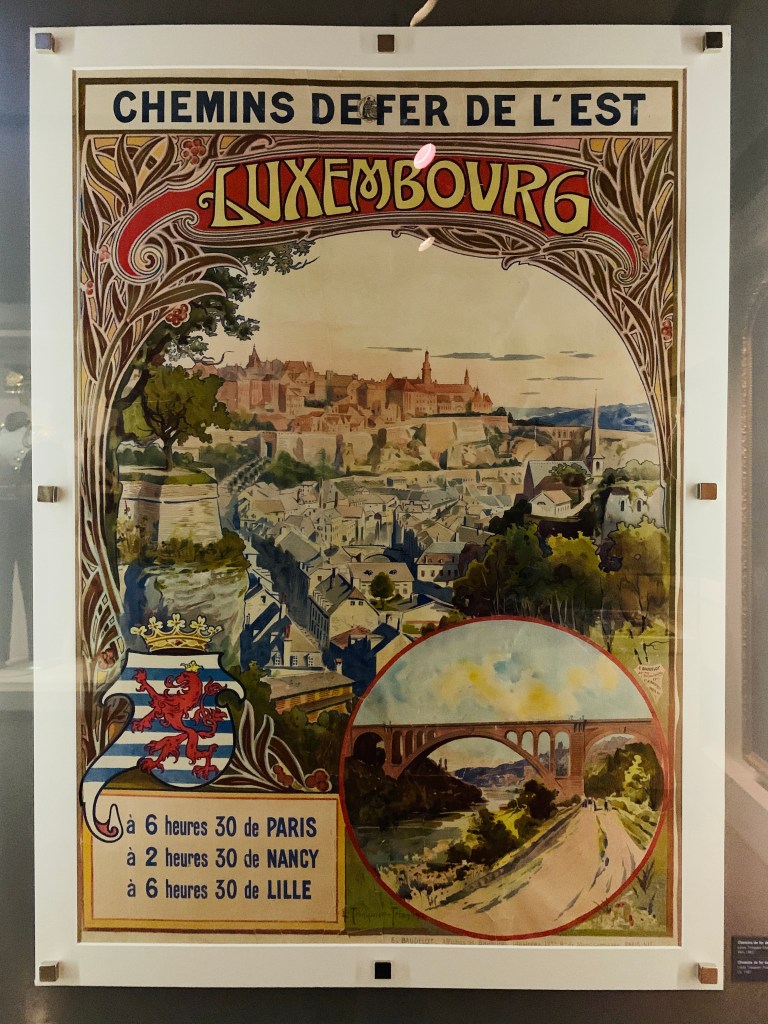 CHEMINS DE FER DE L'EST
LUXEMBOURG
à 6 heures 30 de PARIS
à 2 heures 30 de NANCY
à 6 heures 30 de LILLE